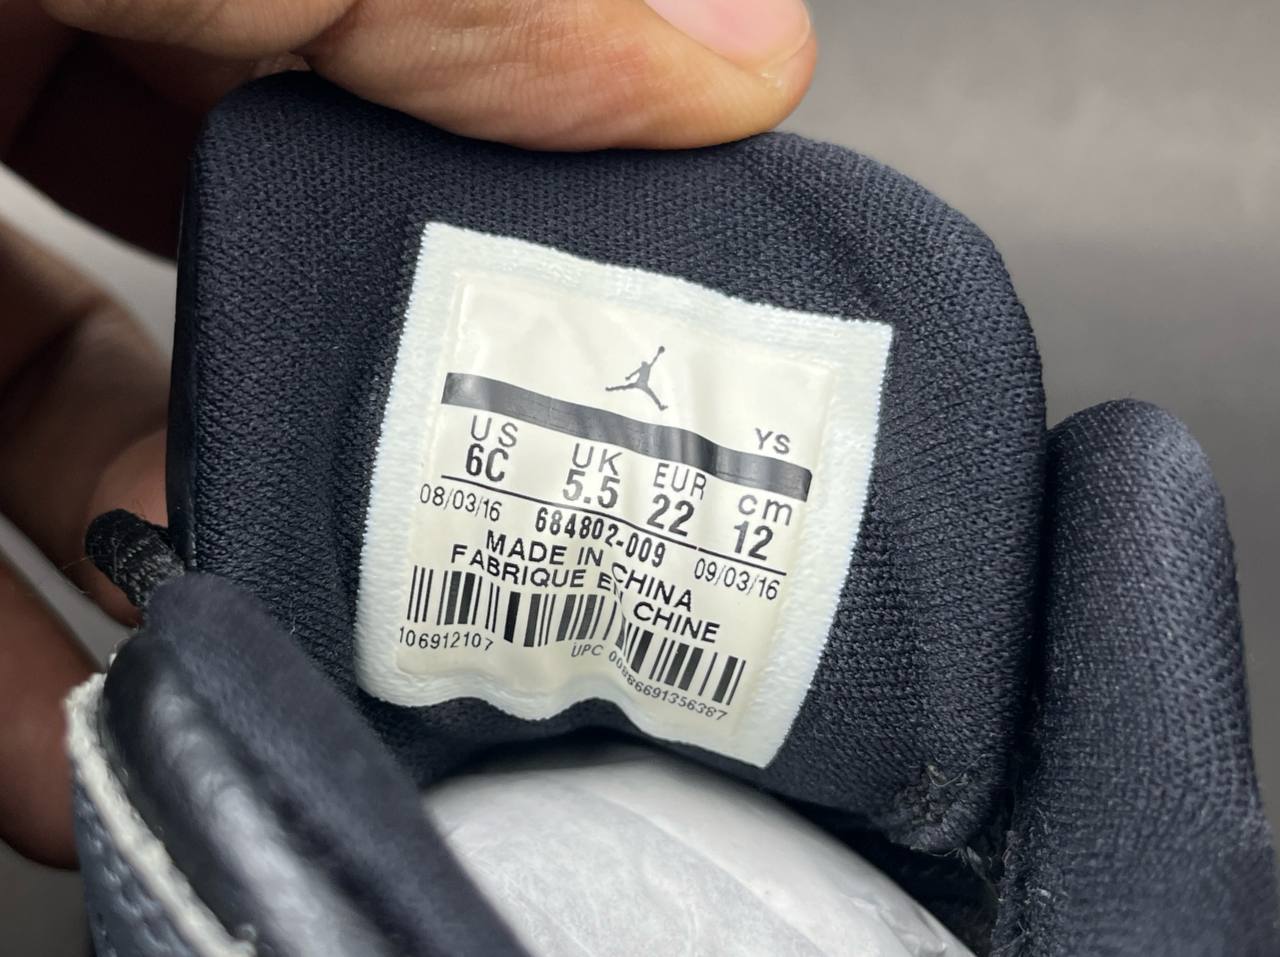 YS
US UK EUR cm
6C 5.5 22 12
08/03/16 684802-009 09/03/16
MADE IN CHINA
FABRIQUE EN CHINE
106912107 UPC 00886691356387